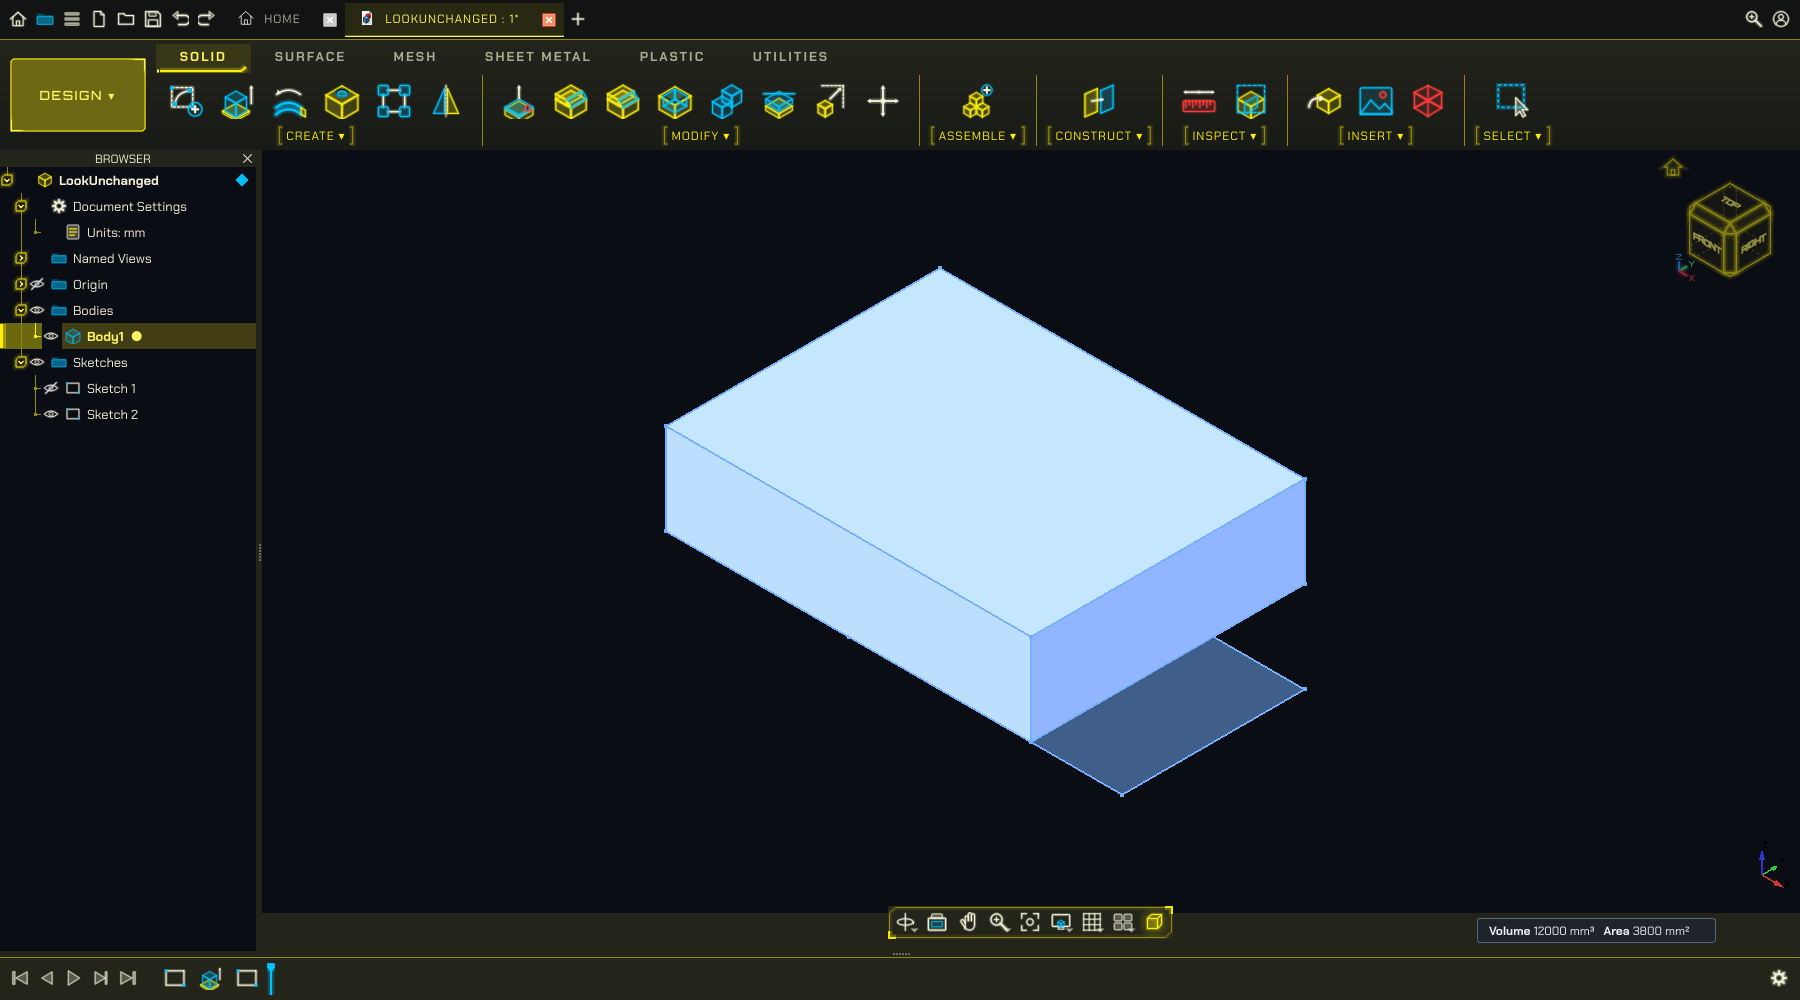 HOME
LOOKUNCHANGED : 1*
DESIGN ▾
SOLID
SURFACE
MESH
SHEET METAL
PLASTIC
UTILITIES
[ CREATE ▾ ]
[ MODIFY ▾ ]
[ ASSEMBLE ▾ ]
[ CONSTRUCT ▾ ]
[ INSPECT ▾ ]
[ INSERT ▾ ]
[ SELECT ▾ ]
BROWSER
LookUnchanged
Document Settings
Units: mm
Named Views
Origin
Bodies
Body1
Sketches
Sketch 1
Sketch 2
TOP
FRONT
RIGHT
Z
Y
X
Z
Volume 12000 mm³ Area 3800 mm²